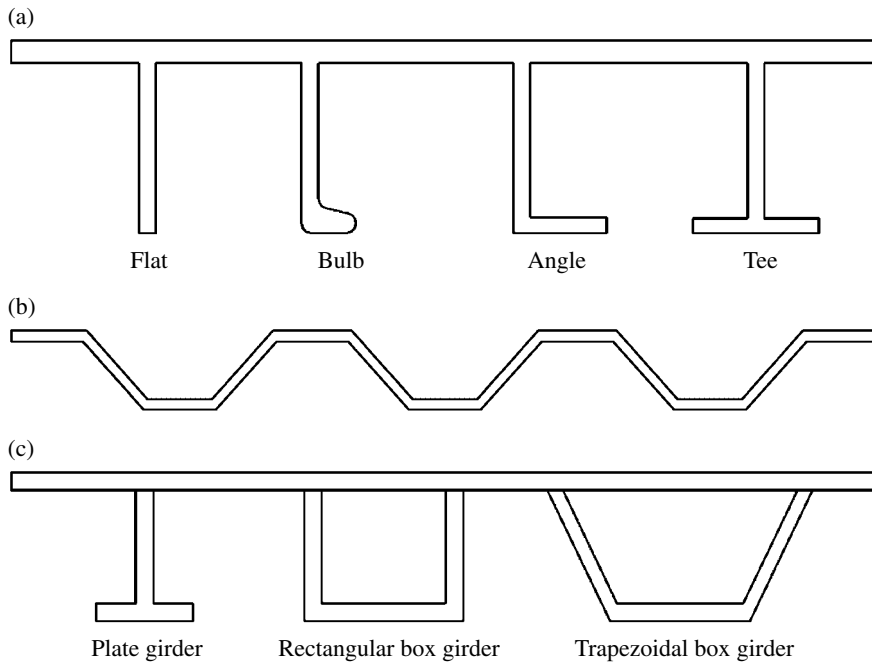 (a)
Flat Bulb Angle Tee
(b)
(c)
Plate girder Rectangular box girder Trapezoidal box girder